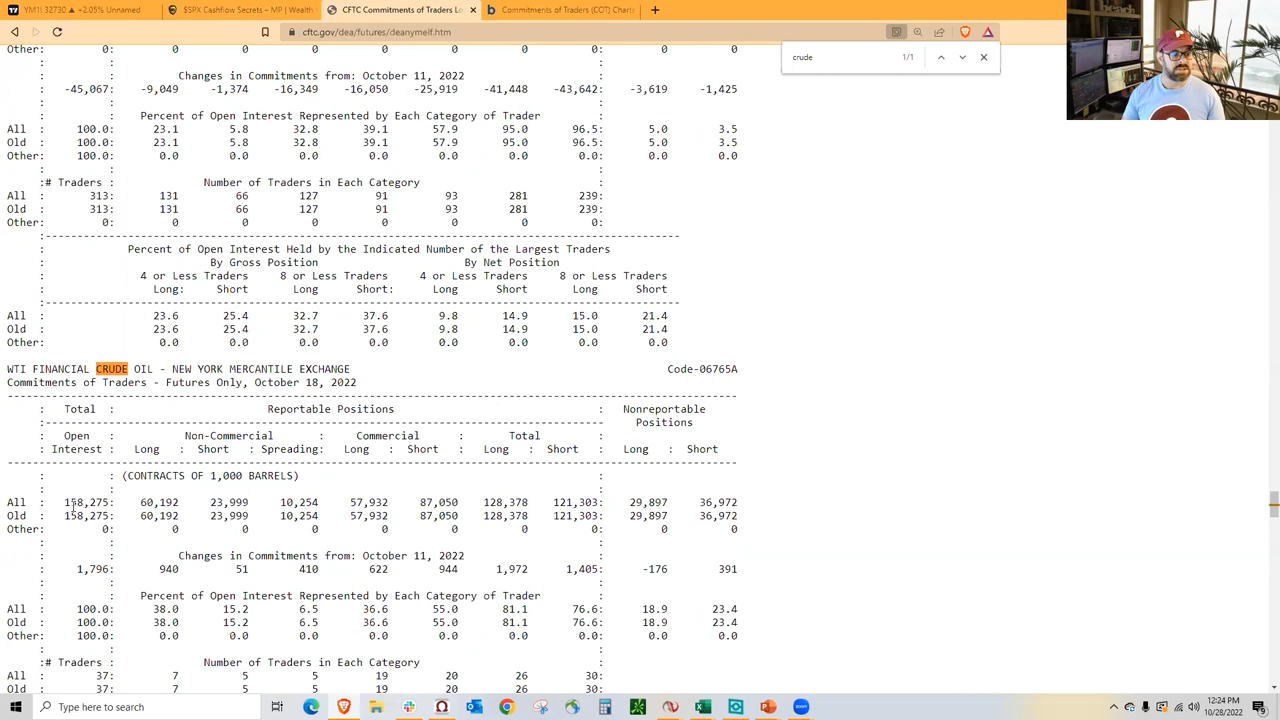 YM1! 32730 ▲ +2.05% Unnamed
$SPX Cashflow Secrets – MP | Wealth
CFTC Commitments of Traders Lo
Commitments of Traders (COT) Chart
cftc.gov/dea/futures/deanymelf.htm
crude 1/1
Other: 0: 0 0 0 0 0 0 0: 0 0
: : : :
: : Changes in Commitments from: October 11, 2022 :
: -45,067: -9,049 -1,374 -16,349 -16,050 -25,919 -41,448 -43,642: -3,619 -1,425
: : :
: : Percent of Open Interest Represented by Each Category of Trader :
All : 100.0: 23.1 5.8 32.8 39.1 57.9 95.0 96.5: 5.0 3.5
Old : 100.0: 23.1 5.8 32.8 39.1 57.9 95.0 96.5: 5.0 3.5
Other: 100.0: 0.0 0.0 0.0 0.0 0.0 0.0 0.0: 0.0 0.0
: : :
:# Traders : Number of Traders in Each Category :
All : 313: 131 66 127 91 93 281 239:
Old : 313: 131 66 127 91 93 281 239:
Other: 0: 0 0 0 0 0 0 0:
:-----------------------------------------------------------------------------------------------
: Percent of Open Interest Held by the Indicated Number of the Largest Traders
: By Gross Position By Net Position
: 4 or Less Traders 8 or Less Traders 4 or Less Traders 8 or Less Traders
: Long: Short Long Short: Long Short Long Short
:-----------------------------------------------------------------------------------------------
All : 23.6 25.4 32.7 37.6 9.8 14.9 15.0 21.4
Old : 23.6 25.4 32.7 37.6 9.8 14.9 15.0 21.4
Other: 0.0 0.0 0.0 0.0 0.0 0.0 0.0 0.0
WTI FINANCIAL CRUDE OIL - NEW YORK MERCANTILE EXCHANGE Code-06765A
Commitments of Traders - Futures Only, October 18, 2022
: Total : Reportable Positions : Nonreportable
Positions
: Open : Non-Commercial : Commercial : Total :
: Interest : Long : Short : Spreading: Long : Short : Long : Short : Long : Short
: : (CONTRACTS OF 1,000 BARRELS) :
All : 158,275: 60,192 23,999 10,254 57,932 87,050 128,378 121,303: 29,897 36,972
Old : 158,275: 60,192 23,999 10,254 57,932 87,050 128,378 121,303: 29,897 36,972
Other: 0: 0 0 0 0 0 0 0: 0 0
: : Changes in Commitments from: October 11, 2022 :
: 1,796: 940 51 410 622 944 1,972 1,405: -176 391
: : Percent of Open Interest Represented by Each Category of Trader :
All : 100.0: 38.0 15.2 6.5 36.6 55.0 81.1 76.6: 18.9 23.4
Old : 100.0: 38.0 15.2 6.5 36.6 55.0 81.1 76.6: 18.9 23.4
Other: 100.0: 0.0 0.0 0.0 0.0 0.0 0.0 0.0: 0.0 0.0
:# Traders : Number of Traders in Each Category :
All : 37: 7 5 5 19 20 26 30:
Old : 37: 7 5 5 19 20 26 30:
Type here to search
12:24 PM
10/28/2022